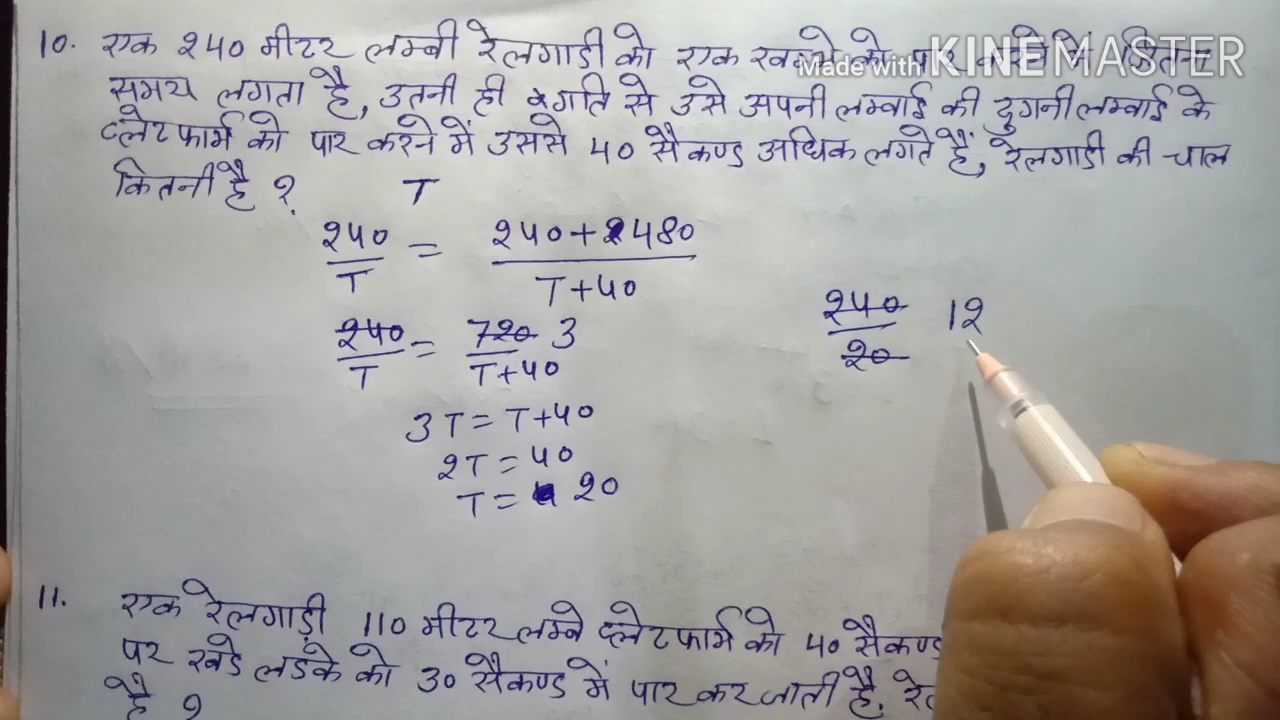 10. एक 240 मीटर लम्बी रेलगाडी को एक खम्भे को पार करने में जितना
Made with KINEMASTER
समय लगता है, उतनी ही गति से उसे अपनी लम्बाई की दुगनी लम्बाई के
प्लेटफार्म को पार करने में उससे 40 सैकण्ड अधिक लगते हैं, रेलगाडी की चाल
कितनी है ? T
240/T = 240+480/T+40
240/20 12
240/T = 720 3/T+40
3T = T+40
2T = 40
T = 20
11. एक रेलगाड़ी 110 मीटर लम्बे प्लेटफार्म को 40 सैकण्ड
पर खडे लडके को 30 सैकण्ड में पार कर जाती है. रे
है ?